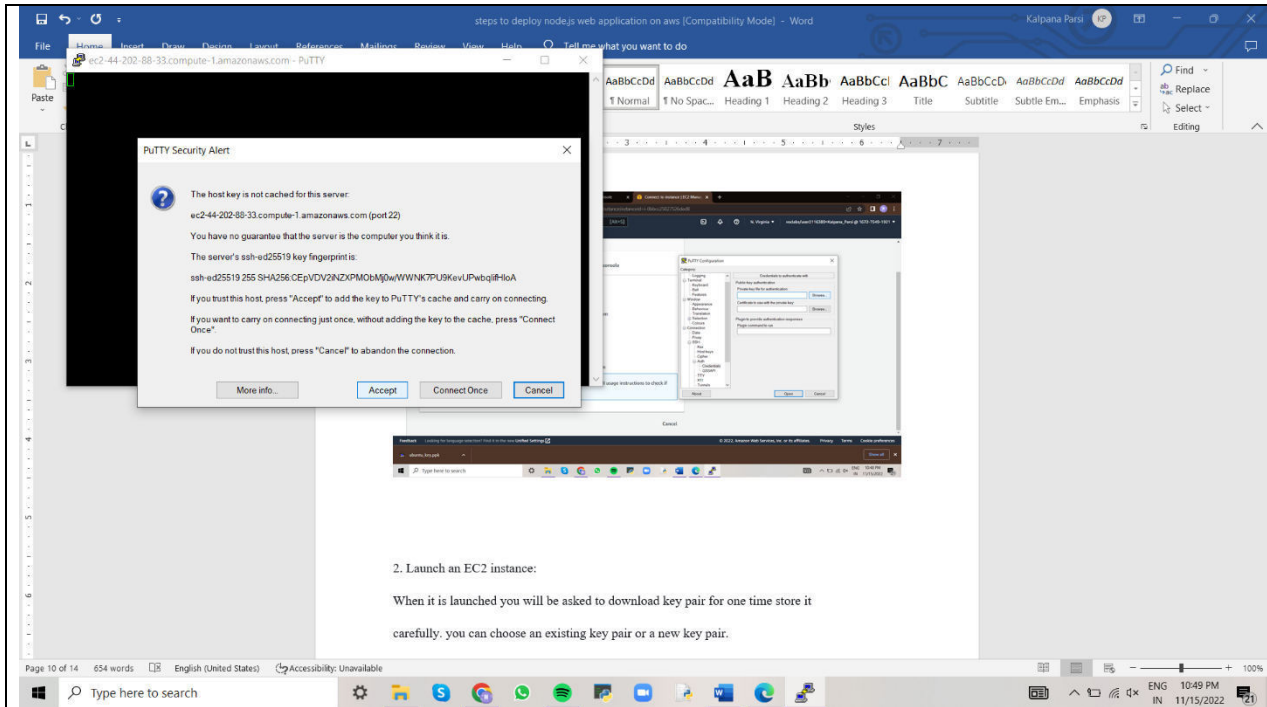 steps to deploy node.js web application on aws [Compatibility Mode] - Word
Kalpana Parsi
KP
File Home Insert Draw Design Layout References Mailings Review View Help Tell me what you want to do
ec2-44-202-88-33.compute-1.amazonaws.com - PuTTY
Paste
AaBbCcDd AaBbCcDd AaB AaBb AaBbCcl AaBbC AaBbCcD AaBbCcDd AaBbCcDd
¶ Normal ¶ No Spac... Heading 1 Heading 2 Heading 3 Title Subtitle Subtle Em... Emphasis
Find
Replace
Select
Styles
Editing
3 4 5 6 7
PuTTY Security Alert
The host key is not cached for this server:
ec2-44-202-88-33.compute-1.amazonaws.com (port 22)
You have no guarantee that the server is the computer you think it is.
The server's ssh-ed25519 key fingerprint is:
ssh-ed25519 255 SHA256:CEpVDV2iNZXPMObMj0w/WWNK7PU9KevUPwbqlifHIoA
If you trust this host, press "Accept" to add the key to PuTTY's cache and carry on connecting.
If you want to carry on connecting just once, without adding the key to the cache, press "Connect
Once".
If you do not trust this host, press "Cancel" to abandon the connection.
More info... Accept Connect Once Cancel
PuTTY Configuration
Category:
Cancel
2. Launch an EC2 instance:
When it is launched you will be asked to download key pair for one time store it
carefully. you can choose an existing key pair or a new key pair.
Page 10 of 14 654 words English (United States) Accessibility: Unavailable
100%
Type here to search
ENG 10:49 PM
IN 11/15/2022
21